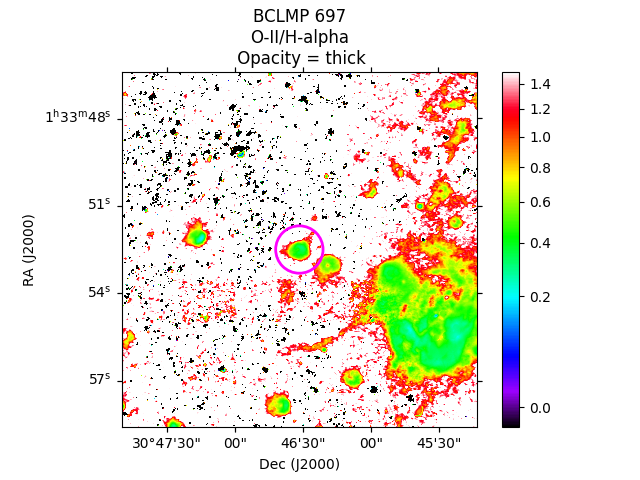 BCLMP 697
O-II/H-alpha
Opacity = thick
1ʰ33ᵐ48ˢ
51ˢ
54ˢ
57ˢ
RA (J2000)
30°47'30" 00" 46'30" 00" 45'30"
Dec (J2000)
1.4
1.2
1.0
0.8
0.6
0.4
0.2
0.0